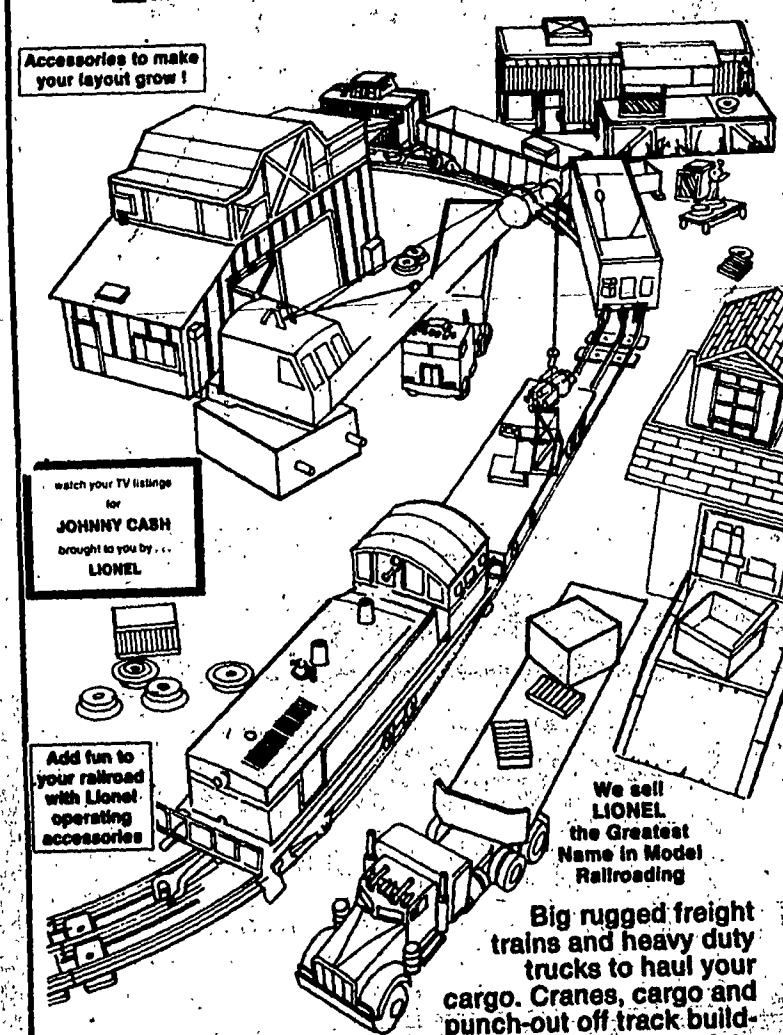 Accessories to make
your layout grow !
watch your TV listings
for
JOHNNY CASH
brought to you by . . .
LIONEL
Add fun to
your railroad
with Lionel
operating
accessories
We sell
LIONEL
the Greatest
Name in Model
Railroading
Big rugged freight
trains and heavy duty
trucks to haul your
cargo. Cranes, cargo and
punch-out off track build-